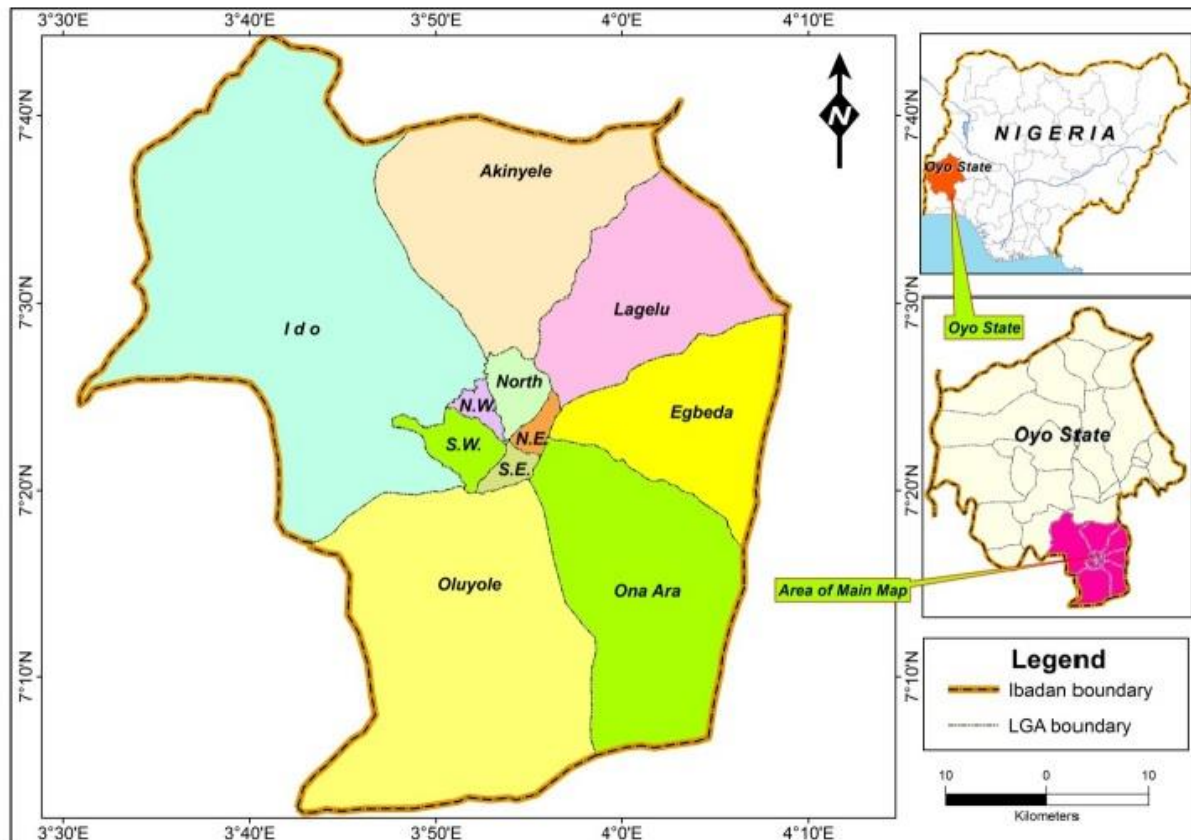 3°30'E 3°40'E 3°50'E 4°0'E 4°10'E
7°40'N 7°40'N
7°30'N 7°30'N
7°20'N 7°20'N
7°10'N 7°10'N
3°30'E 3°40'E 3°50'E 4°0'E 4°10'E
N
Akinyele
Ido
Lagelu
North
N.W.
Egbeda
S.W.
N.E.
S.E.
Oluyole
Ona Ara
NIGERIA
Oyo State
Oyo State
Oyo State
Area of Main Map
Legend
Ibadan boundary
LGA boundary
10 0 10
Kilometers